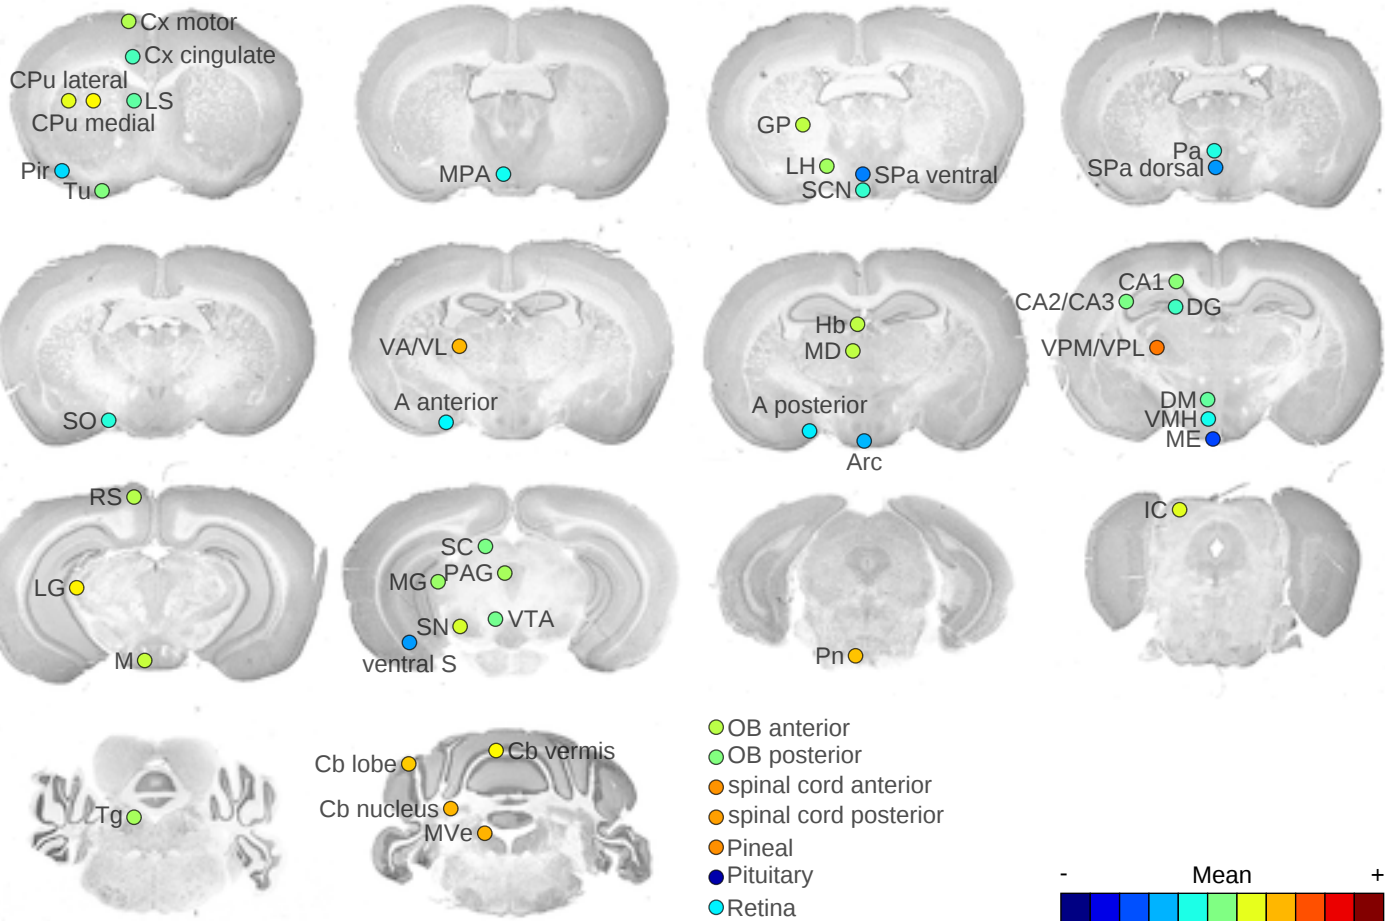 Cx motor
Cx cingulate
CPu lateral
LS
CPu medial
Pir
Tu
MPA
GP
LH
SPa ventral
SCN
Pa
SPa dorsal
SO
VA/VL
A anterior
Hb
MD
A posterior
Arc
CA1
CA2/CA3
DG
VPM/VPL
DM
VMH
ME
RS
LG
M
SC
MG
PAG
SN
VTA
ventral S
Pn
IC
Tg
Cb lobe
Cb vermis
Cb nucleus
MVe
OB anterior
OB posterior
spinal cord anterior
spinal cord posterior
Pineal
Pituitary
Retina
- Mean +